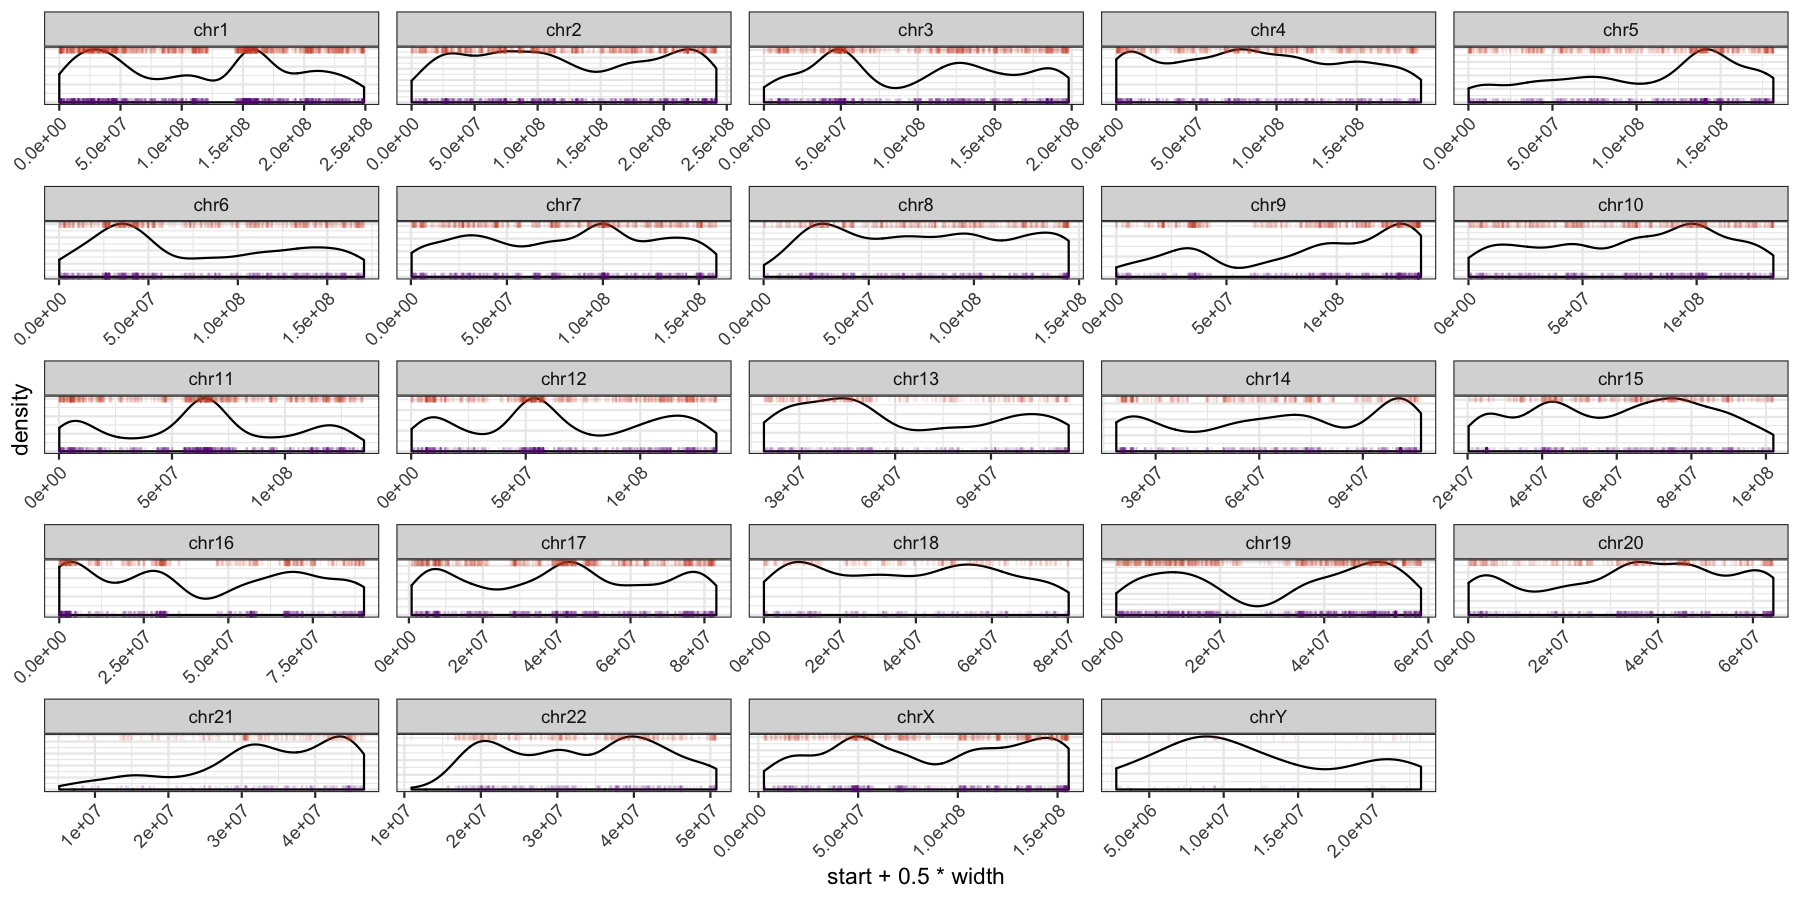 chr1 chr2 chr3 chr4 chr5
0.0e+00 5.0e+07 1.0e+08 1.5e+08 2.0e+08 2.5e+08 0.0e+00 5.0e+07 1.0e+08 1.5e+08 2.0e+08 2.5e+08 0.0e+00 5.0e+07 1.0e+08 1.5e+08 2.0e+08 0.0e+00 5.0e+07 1.0e+08 1.5e+08 0.0e+00 5.0e+07 1.0e+08 1.5e+08
chr6 chr7 chr8 chr9 chr10
0.0e+00 5.0e+07 1.0e+08 1.5e+08 0.0e+00 5.0e+07 1.0e+08 1.5e+08 0.0e+00 5.0e+07 1.0e+08 1.5e+08 0e+00 5e+07 1e+08 0e+00 5e+07 1e+08
chr11 chr12 chr13 chr14 chr15
density
0e+00 5e+07 1e+08 0e+00 5e+07 1e+08 3e+07 6e+07 9e+07 3e+07 6e+07 9e+07 2e+07 4e+07 6e+07 8e+07 1e+08
chr16 chr17 chr18 chr19 chr20
0.0e+00 2.5e+07 5.0e+07 7.5e+07 0e+00 2e+07 4e+07 6e+07 8e+07 0e+00 2e+07 4e+07 6e+07 8e+07 0e+00 2e+07 4e+07 6e+07 0e+00 2e+07 4e+07 6e+07
chr21 chr22 chrX chrY
1e+07 2e+07 3e+07 4e+07 1e+07 2e+07 3e+07 4e+07 5e+07 0.0e+00 5.0e+07 1.0e+08 1.5e+08 5.0e+06 1.0e+07 1.5e+07 2.0e+07
start + 0.5 * width